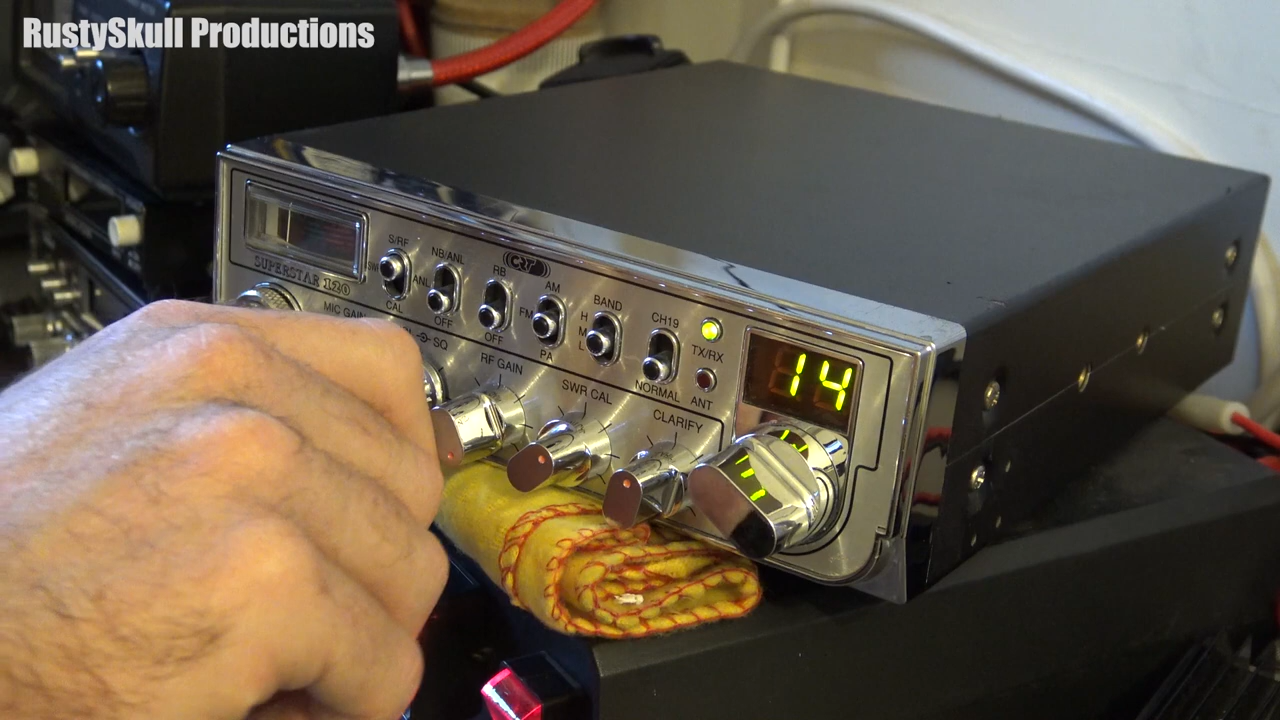 RustySkull Productions
SUPERSTAR 120
S/RF
CAL
NB/ANL
ANL
OFF
RB
OFF
CRT
AM
FM
PA
BAND
H
M
L
CH19
NORMAL
TX/RX
ANT
14
MIC GAIN
SQ
RF GAIN
SWR CAL
CLARIFY